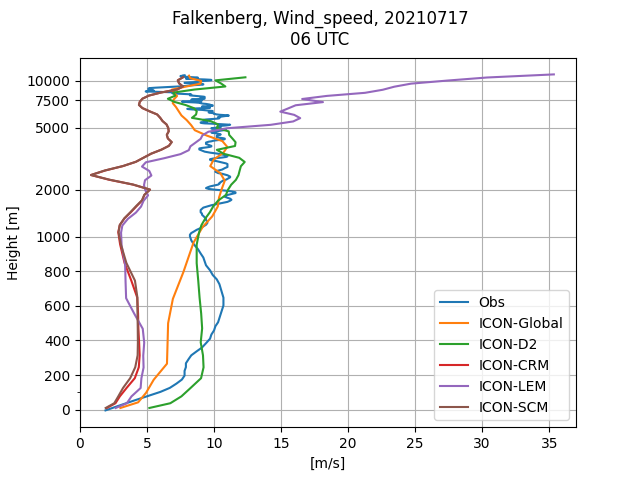 Falkenberg, Wind_speed, 20210717
06 UTC
10000
7500
5000
2000
1000
800
600
400
200
0
Height [m]
0 5 10 15 20 25 30 35
[m/s]
Obs
ICON-Global
ICON-D2
ICON-CRM
ICON-LEM
ICON-SCM